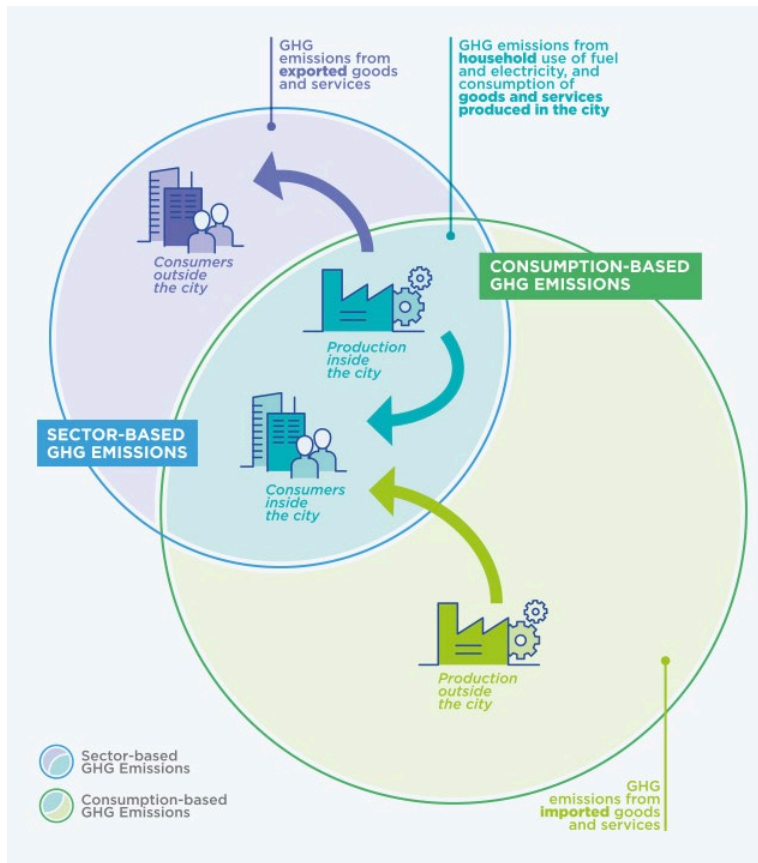 GHG
emissions from
exported goods
and services
GHG emissions from
household use of fuel
and electricity, and
consumption of
goods and services
produced in the city
Consumers
outside
the city
CONSUMPTION-BASED
GHG EMISSIONS
Production
inside
the city
SECTOR-BASED
GHG EMISSIONS
Consumers
inside
the city
Production
outside
the city
Sector-based
GHG Emissions
Consumption-based
GHG Emissions
GHG
emissions from
imported goods
and services